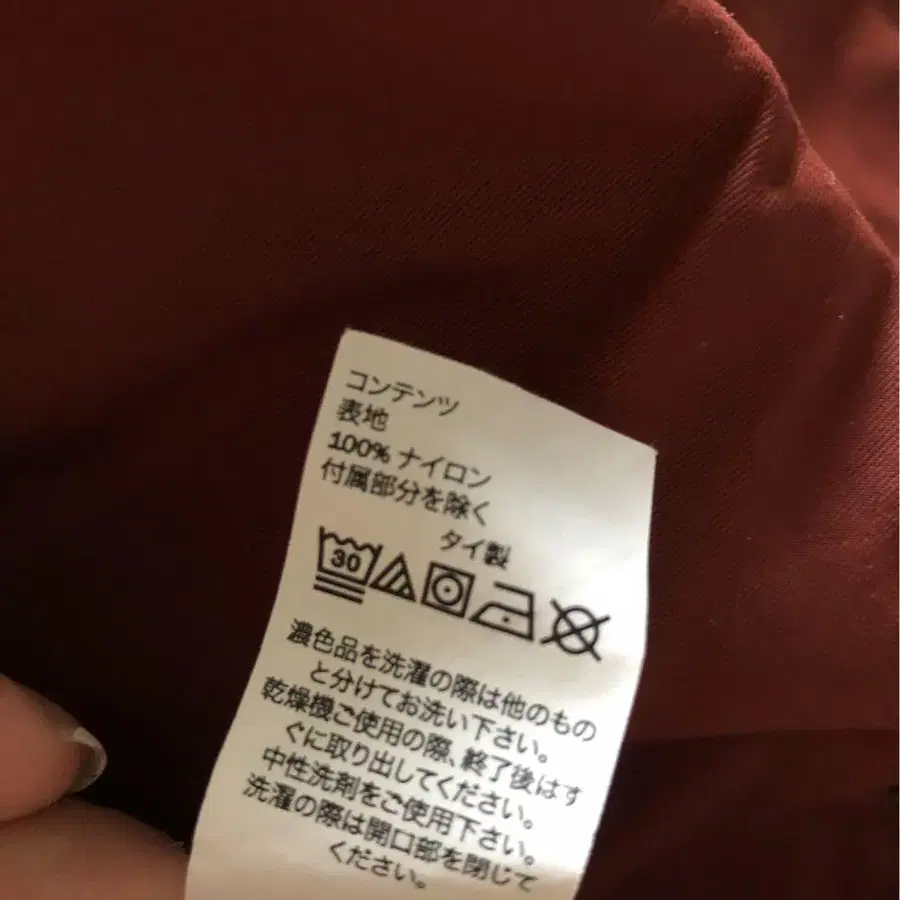 コンテンツ
表地
100% ナイロン
付属部分を除く
タイ製
30
濃色品を洗濯の際は他のもの
と分けてお洗い下さい。
乾燥機ご使用の際、終了後はす
ぐに取り出してください。
中性洗剤をご使用下さい。
洗濯の際は開口部を閉じて
ください。